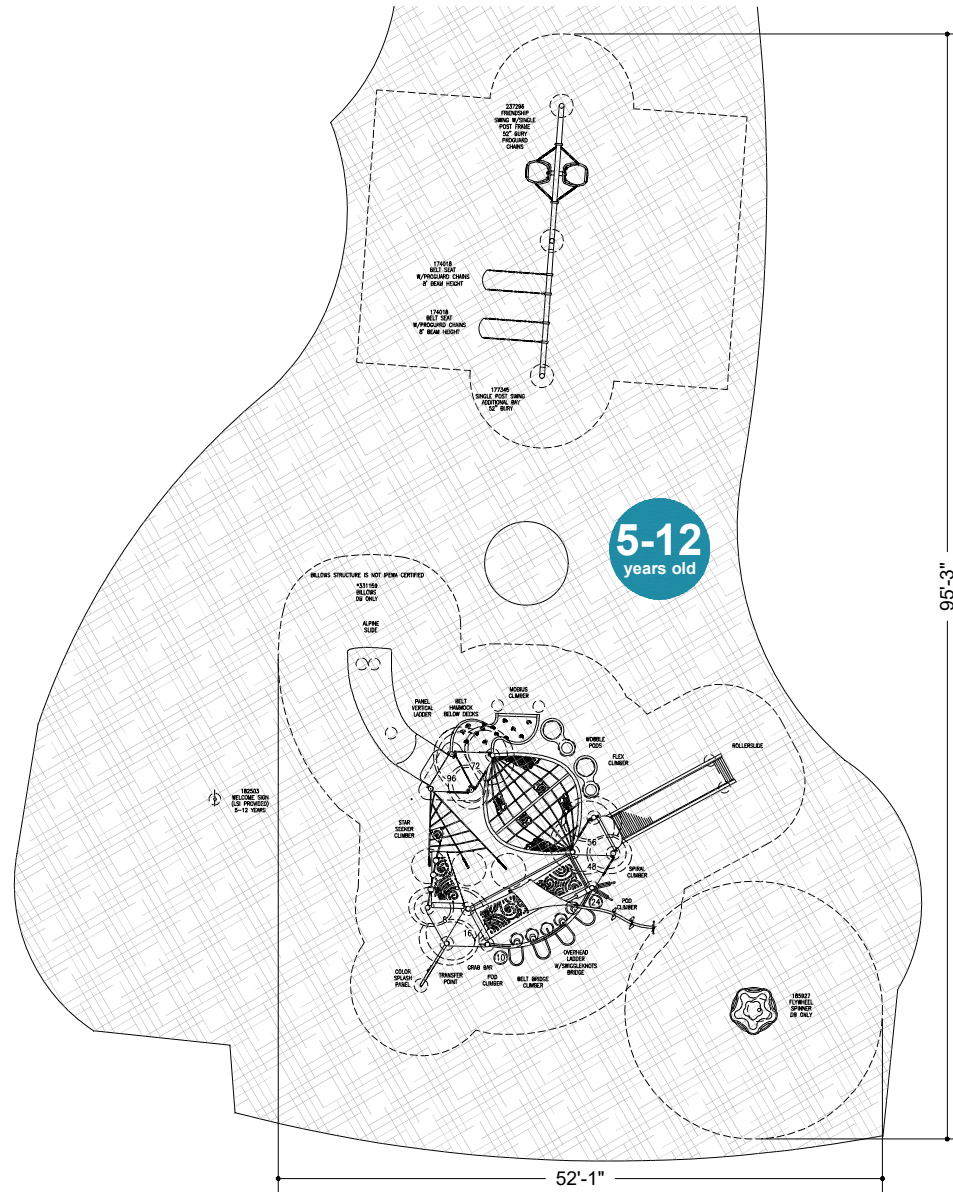 237296
FRIENDSHIP
SWING W/SINGLE
POST FRAME
52" BURY
PROGUARD
CHAINS
174018
BELT SEAT
W/PROGUARD CHAINS
8' BEAM HEIGHT
174018
BELT SEAT
W/PROGUARD CHAINS
8' BEAM HEIGHT
177345
SINGLE POST SWING
ADDITIONAL BAY
52" BURY
5-12
years old
95'-3"
BILLOWS STRUCTURE IS NOT IPEMA CERTIFIED
*331159
BILLOWS
DB ONLY
ALPINE
SLIDE
PANEL
VERTICAL
LADDER
BELT
HAMMOCK
BELOW DECKS
MOBIUS
CLIMBER
WOBBLE
PODS
FLEX
CLIMBER
ROLLERSLIDE
72
96
182503
WELCOME SIGN
(LSI PROVIDED)
5-12 YEARS
STAR
SEEKER
CLIMBER
56
48
SPIRAL
CLIMBER
24
POD
CLIMBER
16
10
COLOR
SPLASH
PANEL
TRANSFER
POINT
GRAB BAR
POD
CLIMBER
BELT BRIDGE
CLIMBER
OVERHEAD
LADDER
W/SWIGGLEKNOTS
BRIDGE
185927
FLYWHEEL
SPINNER
DB ONLY
52'-1"